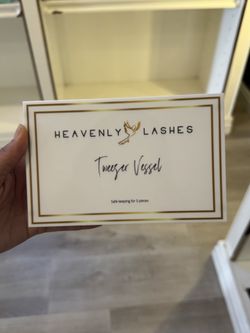 HEAVENLY LASHES
Tweezer Vessel
Safe keeping for 5 pieces